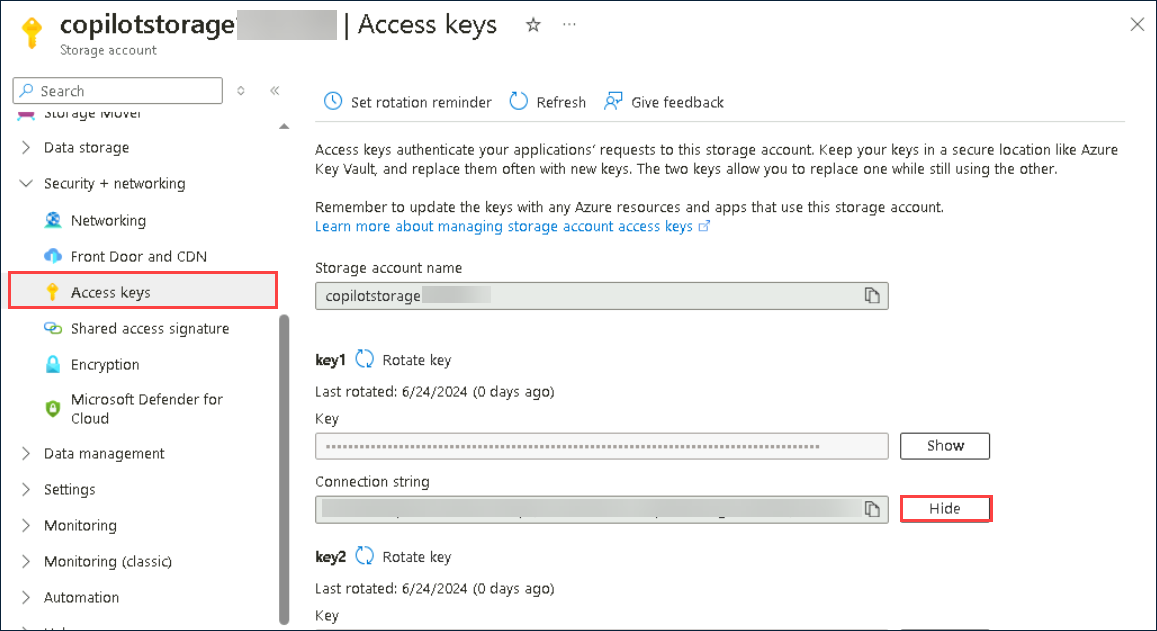 copilotstorage | Access keys
Storage account
Search
Storage Mover
Data storage
Security + networking
Networking
Front Door and CDN
Access keys
Shared access signature
Encryption
Microsoft Defender for
Cloud
Data management
Settings
Monitoring
Monitoring (classic)
Automation
Set rotation reminder
Refresh
Give feedback
Access keys authenticate your applications' requests to this storage account. Keep your keys in a secure location like Azure
Key Vault, and replace them often with new keys. The two keys allow you to replace one while still using the other.
Remember to update the keys with any Azure resources and apps that use this storage account.
Learn more about managing storage account access keys
Storage account name
copilotstorage
key1 Rotate key
Last rotated: 6/24/2024 (0 days ago)
Key
Show
Connection string
Hide
key2 Rotate key
Last rotated: 6/24/2024 (0 days ago)
Key